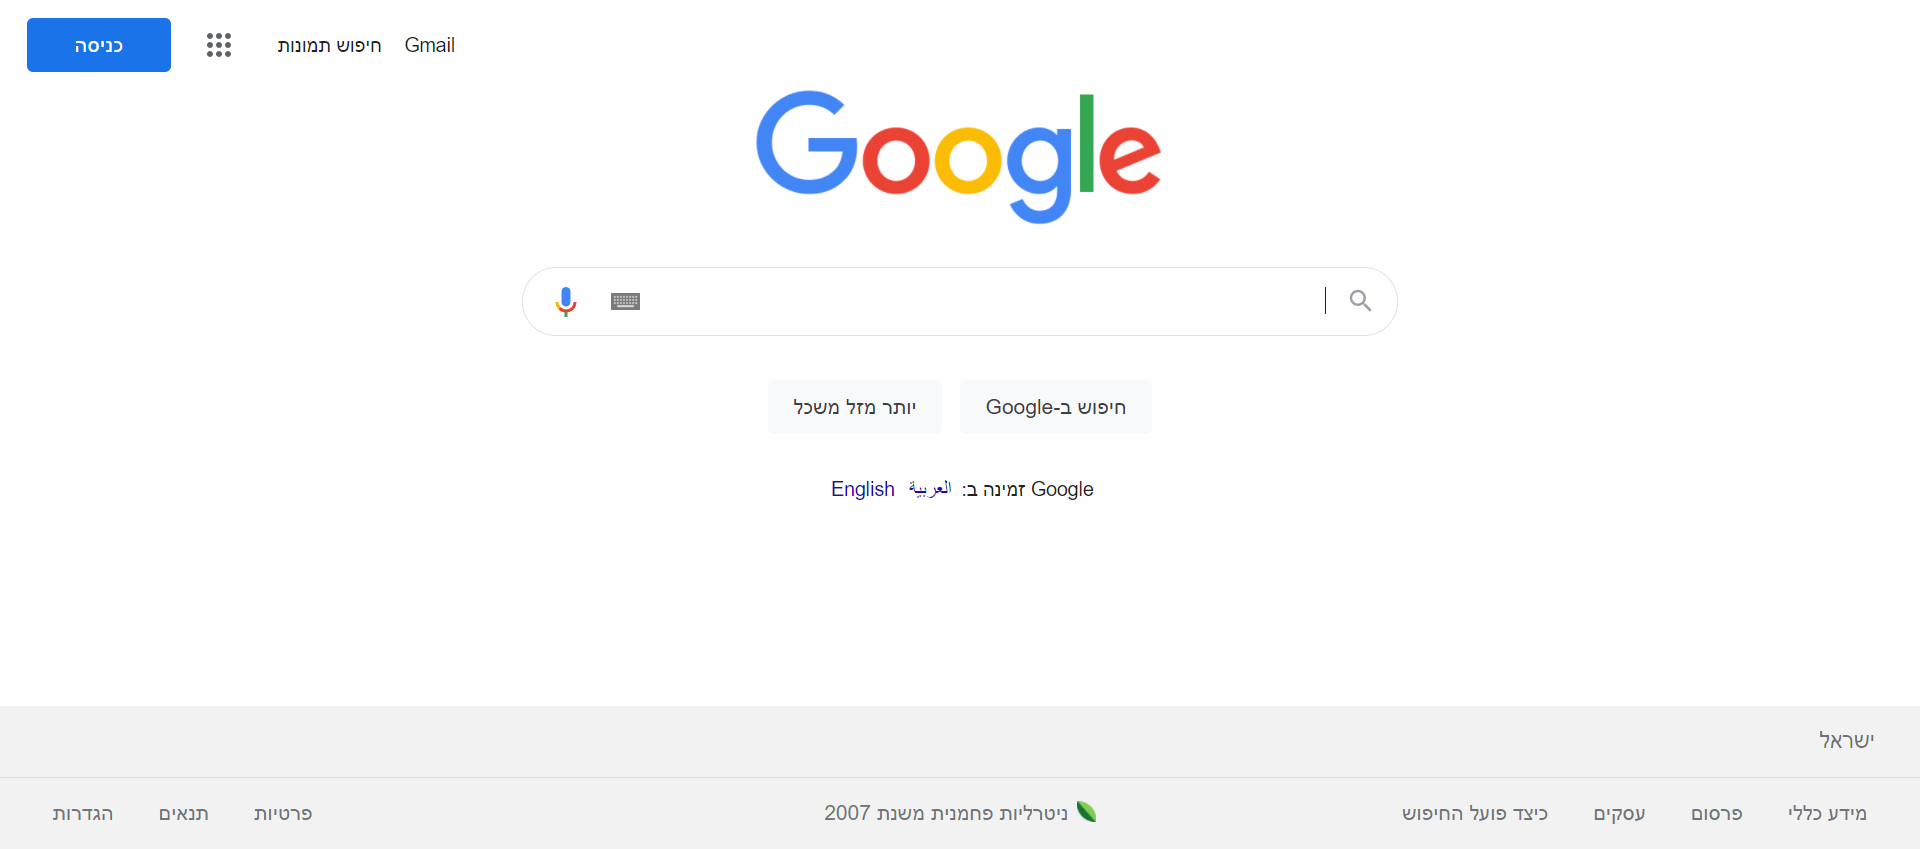 Gmail חיפוש תמונות כניסה
Google
חיפוש ב-Google יותר מזל משכל
Google זמינה ב: العربية English
ישראל
מידע כללי פרסום עסקים כיצד פועל החיפוש ניטרליות פחמנית משנת 2007 פרטיות תנאים הגדרות